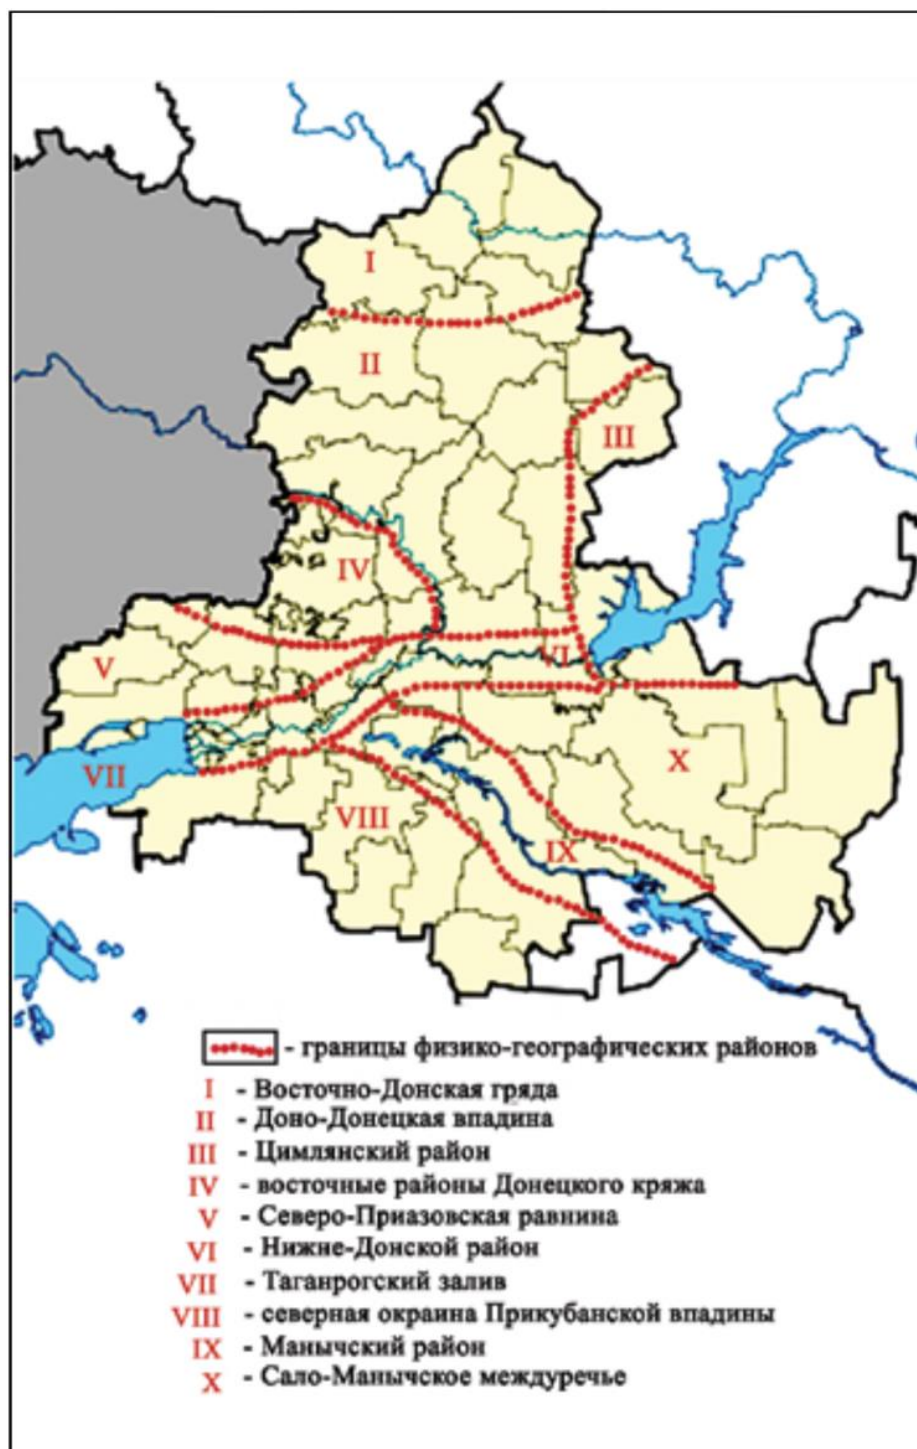 I
II
III
IV
V
VI
VII
VIII
IX
X
- границы физико-географических районов
I - Восточно-Донская гряда
II - Доно-Донецкая впадина
III - Цимлянский район
IV - восточные районы Донецкого кряжа
V - Северо-Приазовская равнина
VI - Нижне-Донской район
VII - Таганрогский залив
VIII - северная окраина Прикубанской впадины
IX - Манычский район
X - Сало-Манычское междуречье